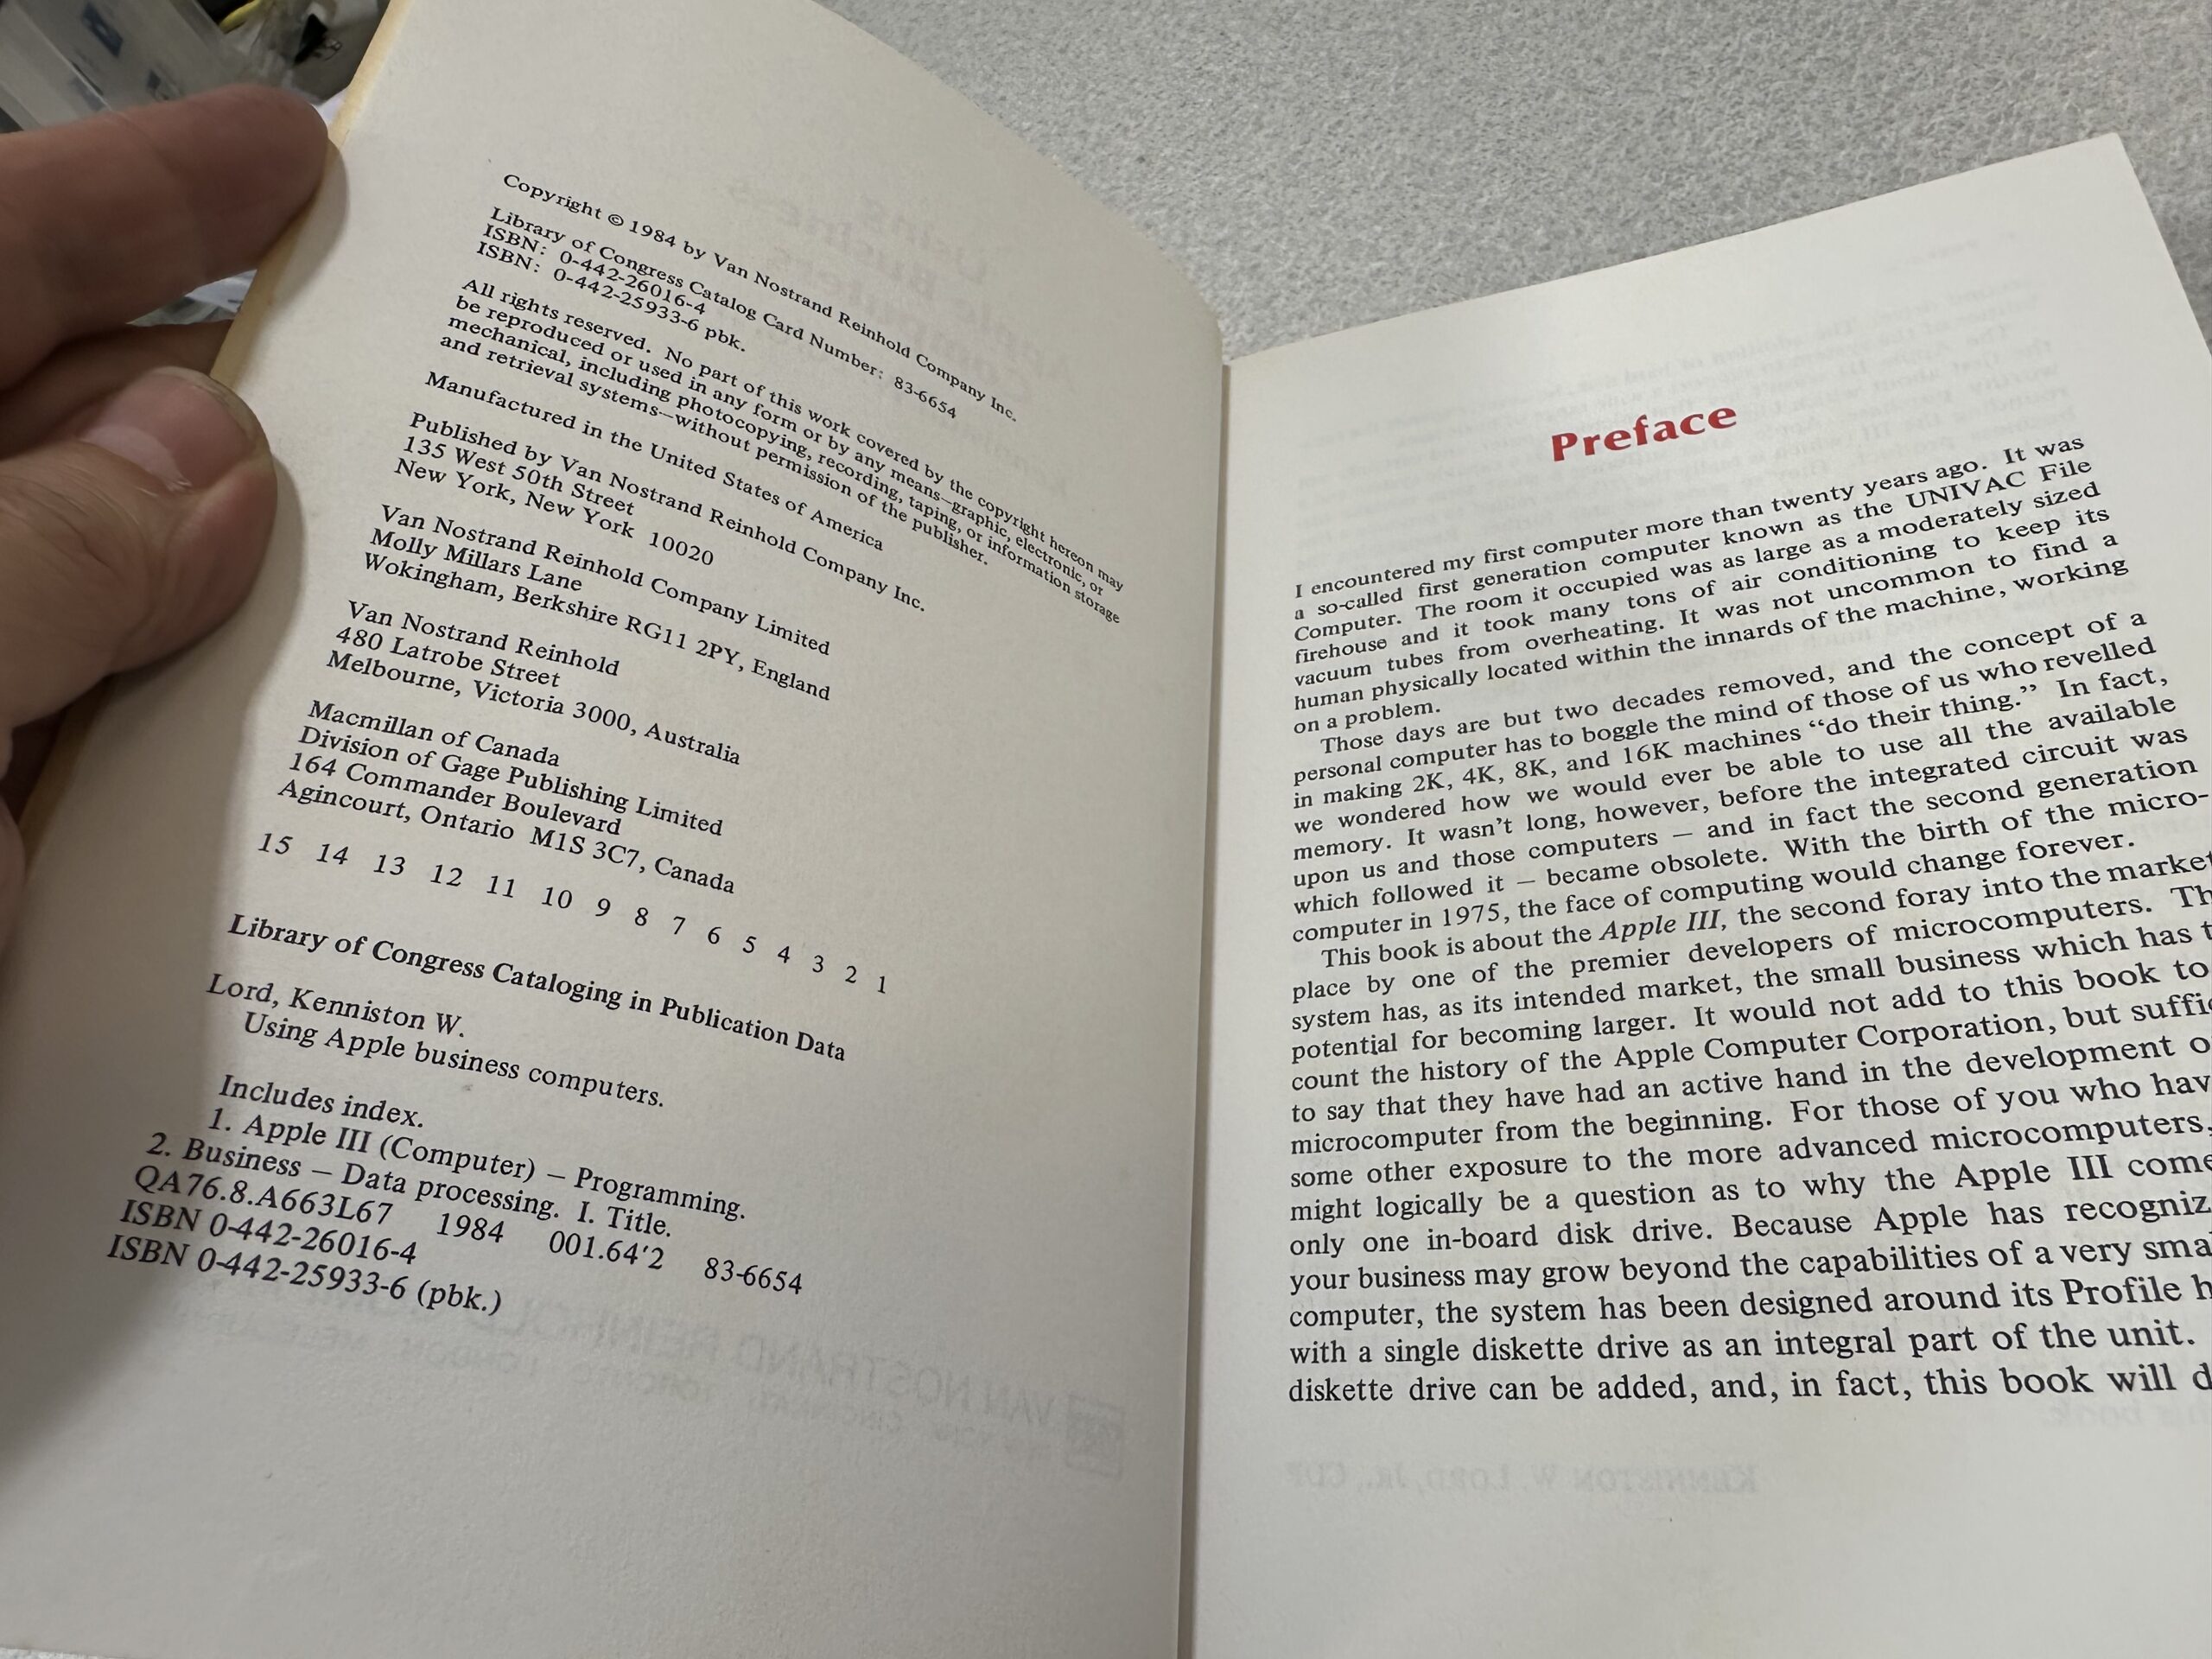 Copyright © 1984 by Van Nostrand Reinhold Company Inc.
Library of Congress Catalog Card Number: 83-6654
ISBN: 0-442-26016-4
ISBN: 0-442-25933-6 pbk.
All rights reserved. No part of this work covered by the copyright hereon may
be reproduced or used in any form or by any means—graphic, electronic, or
mechanical, including photocopying, recording, taping, or information storage
and retrieval systems—without permission of the publisher.
Manufactured in the United States of America
Published by Van Nostrand Reinhold Company Inc.
135 West 50th Street
New York, New York 10020
Van Nostrand Reinhold Company Limited
Molly Millars Lane
Wokingham, Berkshire RG11 2PY, England
Van Nostrand Reinhold
480 Latrobe Street
Melbourne, Victoria 3000, Australia
Macmillan of Canada
Division of Gage Publishing Limited
164 Commander Boulevard
Agincourt, Ontario M1S 3C7, Canada
15 14 13 12 11 10 9 8 7 6 5 4 3 2 1
Library of Congress Cataloging in Publication Data
Lord, Kenniston W.
Using Apple business computers.
Includes index.
1. Apple III (Computer) — Programming.
2. Business — Data processing. I. Title.
QA76.8.A663L67 1984 001.64'2 83-6654
ISBN 0-442-26016-4
ISBN 0-442-25933-6 (pbk.)
Preface
I encountered my first computer more than twenty years ago. It was
a so-called first generation computer known as the UNIVAC File
Computer. The room it occupied was as large as a moderately sized
firehouse and it took many tons of air conditioning to keep its
vacuum tubes from overheating. It was not uncommon to find a
human physically located within the innards of the machine, working
on a problem.
Those days are but two decades removed, and the concept of a
personal computer has to boggle the mind of those of us who revelled
in making 2K, 4K, 8K, and 16K machines “do their thing.” In fact,
we wondered how we would ever be able to use all the available
memory. It wasn't long, however, before the integrated circuit was
upon us and those computers — and in fact the second generation
which followed it — became obsolete. With the birth of the micro-
computer in 1975, the face of computing would change forever.
This book is about the Apple III, the second foray into the market
place by one of the premier developers of microcomputers. Th
system has, as its intended market, the small business which has t
potential for becoming larger. It would not add to this book to
count the history of the Apple Computer Corporation, but suffic
to say that they have had an active hand in the development o
microcomputer from the beginning. For those of you who hav
some other exposure to the more advanced microcomputers,
might logically be a question as to why the Apple III come
only one in-board disk drive. Because Apple has recogniz
your business may grow beyond the capabilities of a very smal
computer, the system has been designed around its Profile h
with a single diskette drive as an integral part of the unit.
diskette drive can be added, and, in fact, this book will d